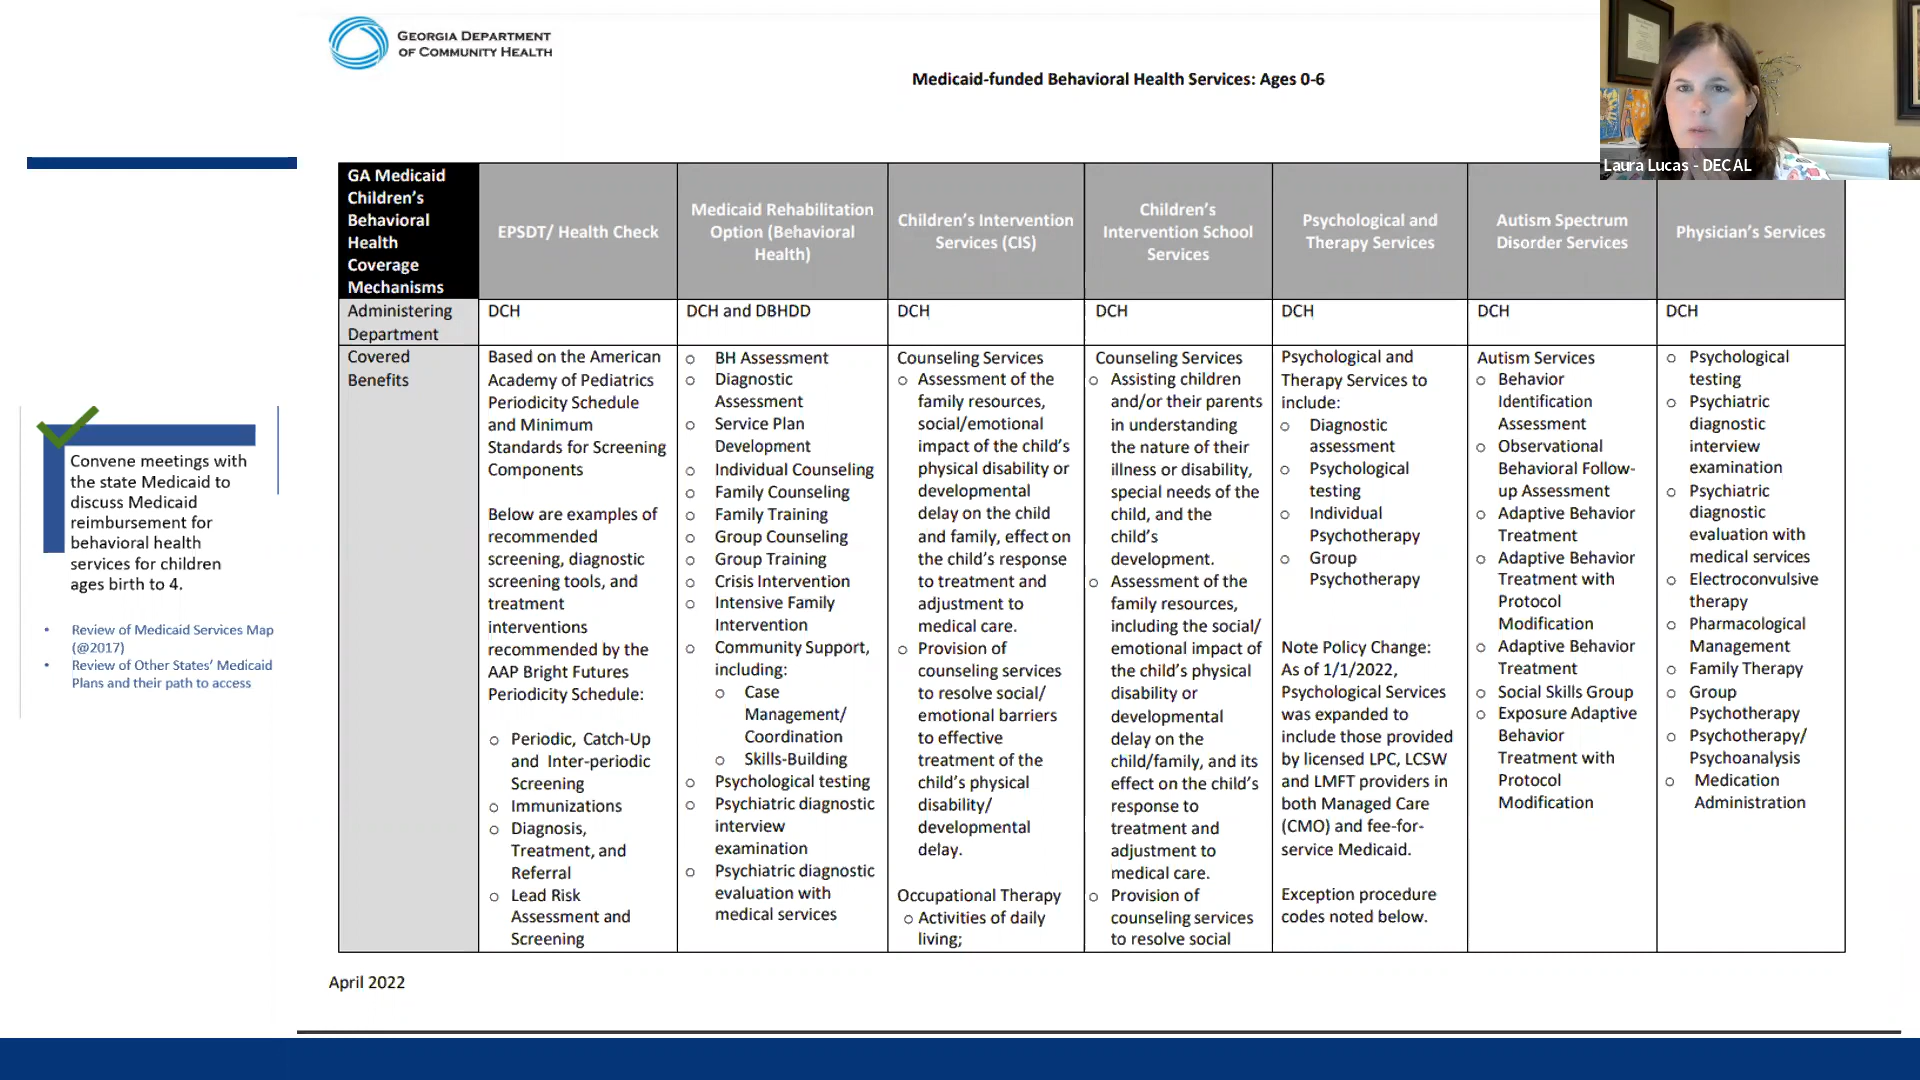 GEORGIA DEPARTMENT
OF COMMUNITY HEALTH
Medicaid-funded Behavioral Health Services: Ages 0-6
Laura Lucas - DECAL
Convene meetings with
the state Medicaid to
discuss Medicaid
reimbursement for
behavioral health
services for children
ages birth to 4.
• Review of Medicaid Services Map
(@2017)
• Review of Other States' Medicaid
Plans and their path to access
GA Medicaid
Children's
Behavioral
Health
Coverage
Mechanisms
EPSDT/ Health Check
Medicaid Rehabilitation
Option (Behavioral
Health)
Children's Intervention
Services (CIS)
Children's
Intervention School
Services
Psychological and
Therapy Services
Autism Spectrum
Disorder Services
Physician's Services
Administering
Department
DCH
DCH and DBHDD
DCH
DCH
DCH
DCH
DCH
Covered
Benefits
Based on the American
Academy of Pediatrics
Periodicity Schedule
and Minimum
Standards for Screening
Components
Below are examples of
recommended
screening, diagnostic
screening tools, and
treatment
interventions
recommended by the
AAP Bright Futures
Periodicity Schedule:
o Periodic, Catch-Up
and Inter-periodic
Screening
o Immunizations
o Diagnosis,
Treatment, and
Referral
o Lead Risk
Assessment and
Screening
o BH Assessment
o Diagnostic
Assessment
o Service Plan
Development
o Individual Counseling
o Family Counseling
o Family Training
o Group Counseling
o Group Training
o Crisis Intervention
o Intensive Family
Intervention
o Community Support,
including:
o Case
Management/
Coordination
o Skills-Building
o Psychological testing
o Psychiatric diagnostic
interview
examination
o Psychiatric diagnostic
evaluation with
medical services
Counseling Services
o Assessment of the
family resources,
social/emotional
impact of the child's
physical disability or
developmental
delay on the child
and family, effect on
the child's response
to treatment and
adjustment to
medical care.
o Provision of
counseling services
to resolve social/
emotional barriers
to effective
treatment of the
child's physical
disability/
developmental
delay.
Occupational Therapy
o Activities of daily
living;
Counseling Services
o Assisting children
and/or their parents
in understanding
the nature of their
illness or disability,
special needs of the
child, and the
child's
development.
o Assessment of the
family resources,
including the social/
emotional impact of
the child's physical
disability or
developmental
delay on the
child/family, and its
effect on the child's
response to
treatment and
adjustment to
medical care.
o Provision of
counseling services
to resolve social
Psychological and
Therapy Services to
include:
o Diagnostic
assessment
o Psychological
testing
o Individual
Psychotherapy
o Group
Psychotherapy
Note Policy Change:
As of 1/1/2022,
Psychological Services
was expanded to
include those provided
by licensed LPC, LCSW
and LMFT providers in
both Managed Care
(CMO) and fee-for-
service Medicaid.
Exception procedure
codes noted below.
Autism Services
o Behavior
Identification
Assessment
o Observational
Behavioral Follow-
up Assessment
o Adaptive Behavior
Treatment
o Adaptive Behavior
Treatment with
Protocol
Modification
o Adaptive Behavior
Treatment
o Social Skills Group
o Exposure Adaptive
Behavior
Treatment with
Protocol
Modification
o Psychological
testing
o Psychiatric
diagnostic
interview
examination
o Psychiatric
diagnostic
evaluation with
medical services
o Electroconvulsive
therapy
o Pharmacological
Management
o Family Therapy
o Group
Psychotherapy
o Psychotherapy/
Psychoanalysis
o Medication
Administration
April 2022